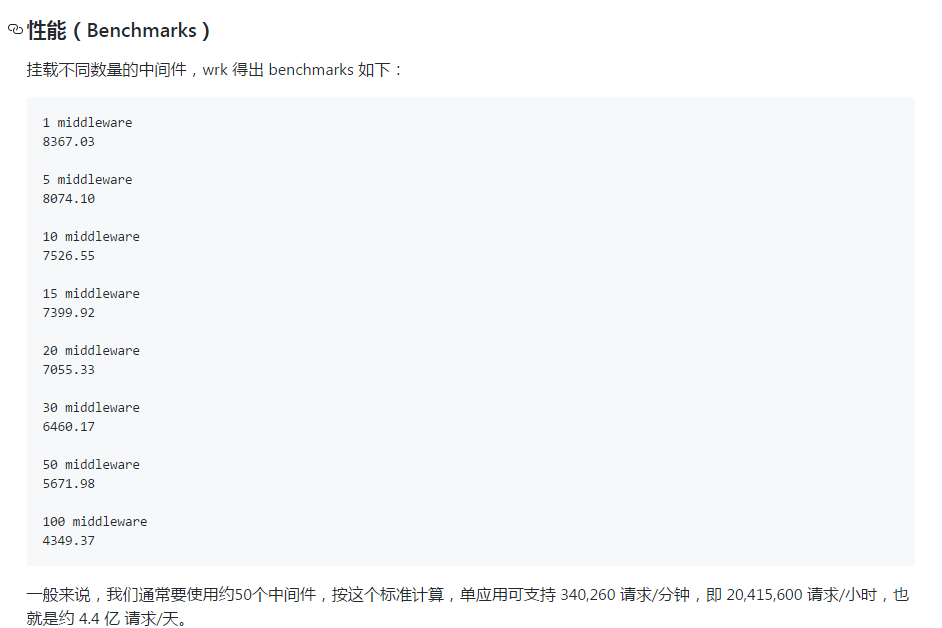 性能（Benchmarks）
挂载不同数量的中间件，wrk 得出 benchmarks 如下：
1 middleware
8367.03
5 middleware
8074.10
10 middleware
7526.55
15 middleware
7399.92
20 middleware
7055.33
30 middleware
6460.17
50 middleware
5671.98
100 middleware
4349.37
一般来说，我们通常要使用约50个中间件，按这个标准计算，单应用可支持 340,260 请求/分钟，即 20,415,600 请求/小时，也
就是约 4.4 亿 请求/天。